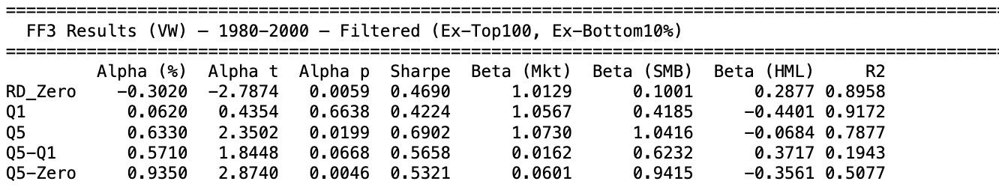 ================================================================================
FF3 Results (VW) — 1980-2000 — Filtered (Ex-Top100, Ex-Bottom10%)
================================================================================
Alpha (%) Alpha t Alpha p Sharpe Beta (Mkt) Beta (SMB) Beta (HML) R2
RD_Zero -0.3020 -2.7874 0.0059 0.4690 1.0129 0.1001 0.2877 0.8958
Q1 0.0620 0.4354 0.6638 0.4224 1.0567 0.4185 -0.4401 0.9172
Q5 0.6330 2.3502 0.0199 0.6902 1.0730 1.0416 -0.0684 0.7877
Q5-Q1 0.5710 1.8448 0.0668 0.5658 0.0162 0.6232 0.3717 0.1943
Q5-Zero 0.9350 2.8740 0.0046 0.5321 0.0601 0.9415 -0.3561 0.5077